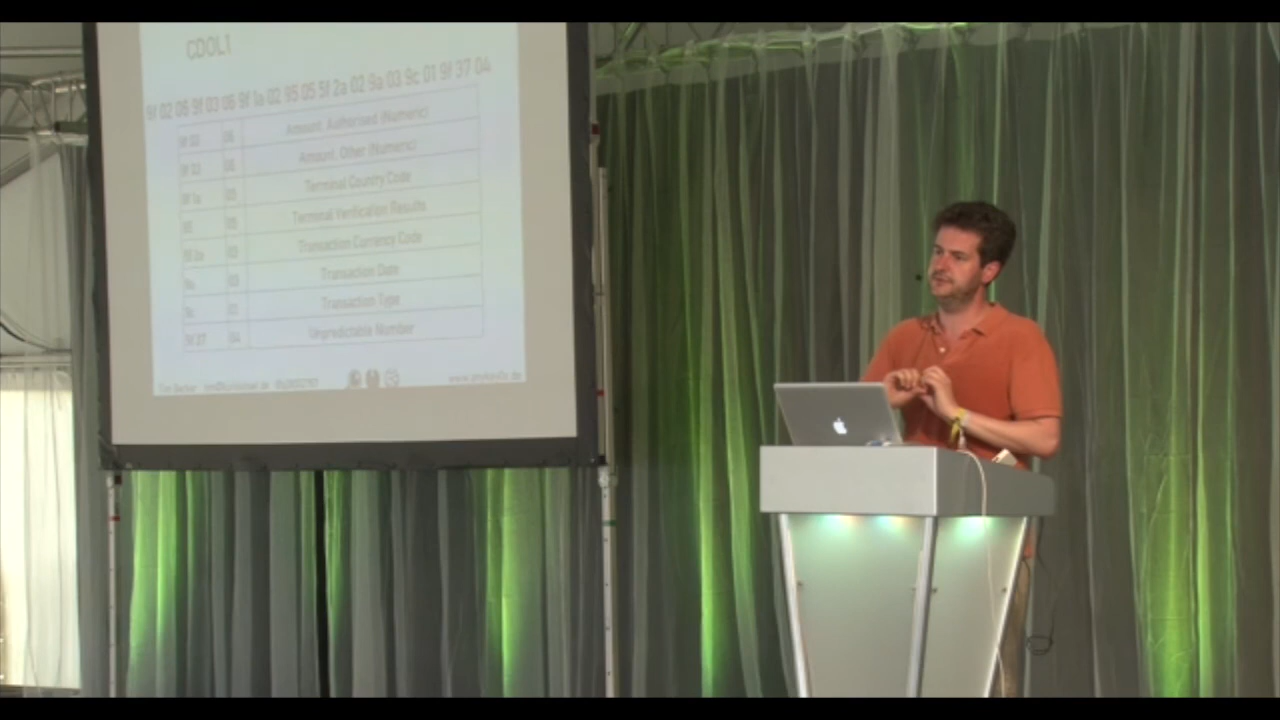 CDOL1
9f 02 06 9f 03 06 9f 1a 02 95 05 5f 2a 02 9a 03 9c 01 9f 37 04
9f 02 06 Amount, Authorised (Numeric)
9f 03 06 Amount, Other (Numeric)
9f 1a Terminal Country Code
95 05 Terminal Verification Results
5f 2a 02 Transaction Currency Code
9a 03 Transaction Date
9c Transaction Type
9f 37 04 Unpredictable Number
Tim Becker